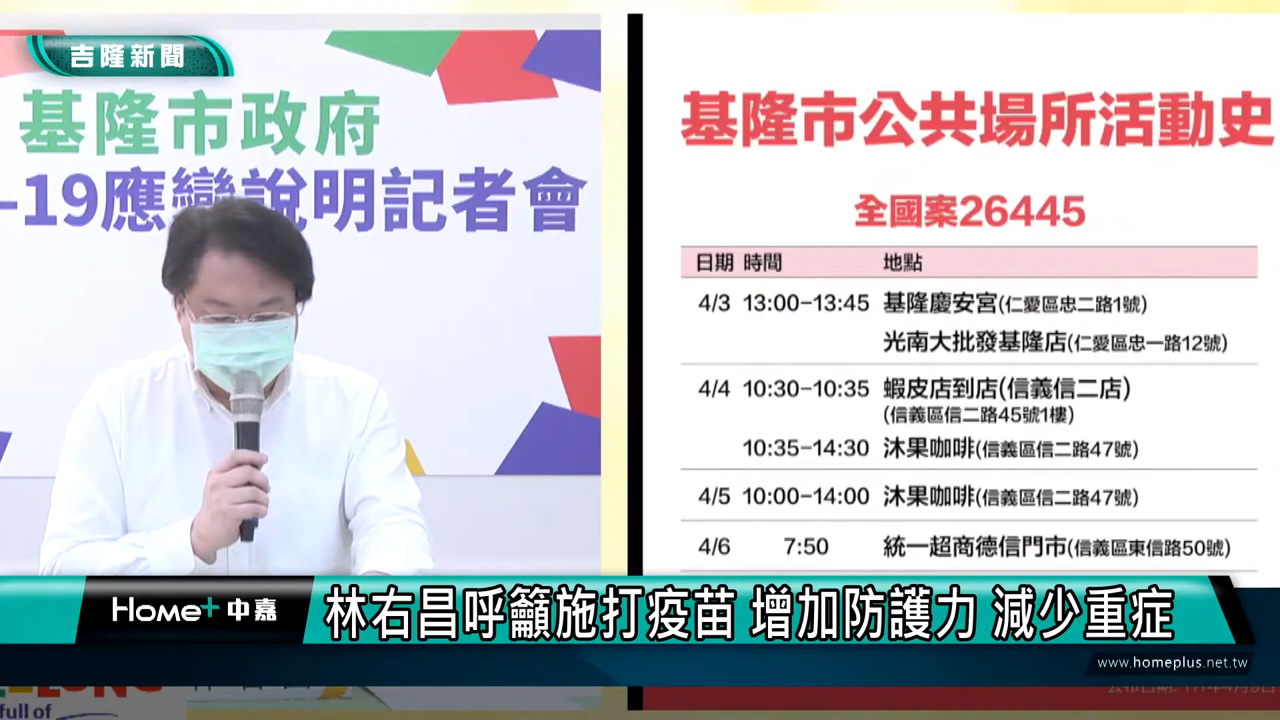 吉隆新聞
基隆市政府
-19應變說明記者會
基隆市公共場所活動史
全國案26445
日期 時間 地點
4/3 13:00-13:45 基隆慶安宮(仁愛區忠二路1號)
光南大批發基隆店(仁愛區忠一路12號)
4/4 10:30-10:35 蝦皮店到店(信義信二店)
(信義區信二路45號1樓)
10:35-14:30 沐果咖啡(信義區信二路47號)
4/5 10:00-14:00 沐果咖啡(信義區信二路47號)
4/6 7:50 統一超商德信門市(信義區東信路50號)
Home+ 中嘉
林右昌呼籲施打疫苗 增加防護力 減少重症
www.homeplus.net.tw
full of